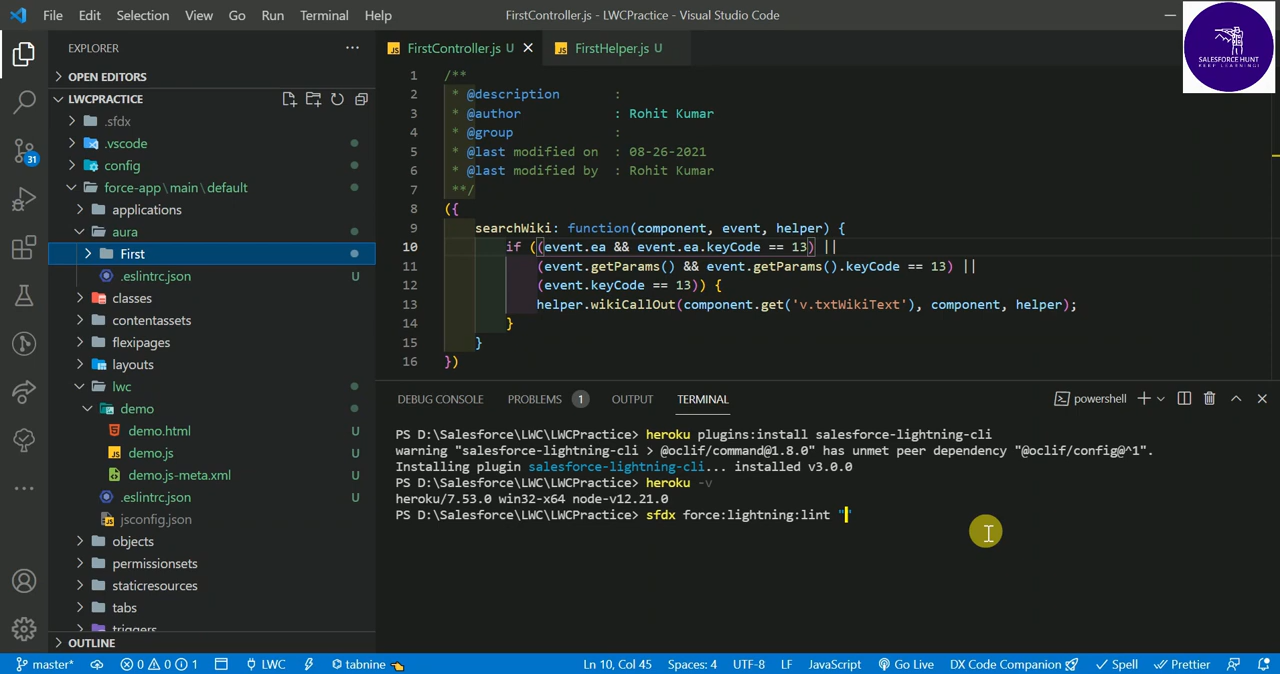 File Edit Selection View Go Run Terminal Help
FirstController.js - LWCPractice - Visual Studio Code
SALESFORCE HUNT
KEEP LEARNING!
EXPLORER
OPEN EDITORS
LWCPRACTICE
.sfdx
.vscode
config
force-app\main\default
applications
aura
First
.eslintrc.json U
classes
contentassets
flexipages
layouts
lwc
demo
demo.html U
demo.js U
demo.js-meta.xml U
.eslintrc.json U
jsconfig.json
objects
permissionsets
staticresources
tabs
triggers
OUTLINE
31
FirstController.js U
FirstHelper.js U
1 /**
2 * @description :
3 * @author : Rohit Kumar
4 * @group :
5 * @last modified on : 08-26-2021
6 * @last modified by : Rohit Kumar
7 **/
8 ({
9 searchWiki: function(component, event, helper) {
10 if ((event.ea && event.ea.keyCode == 13) ||
11 (event.getParams() && event.getParams().keyCode == 13) ||
12 (event.keyCode == 13)) {
13 helper.wikiCallOut(component.get('v.txtWikiText'), component, helper);
14 }
15 }
16 })
DEBUG CONSOLE PROBLEMS 1 OUTPUT TERMINAL
powershell
PS D:\Salesforce\LWC\LWCPractice> heroku plugins:install salesforce-lightning-cli
warning "salesforce-lightning-cli > @oclif/command@1.8.0" has unmet peer dependency "@oclif/config@^1".
Installing plugin salesforce-lightning-cli... installed v3.0.0
PS D:\Salesforce\LWC\LWCPractice> heroku -v
heroku/7.53.0 win32-x64 node-v12.21.0
PS D:\Salesforce\LWC\LWCPractice> sfdx force:lightning:lint ""
master* 0 0 1 LWC tabnine Ln 10, Col 45 Spaces: 4 UTF-8 LF JavaScript Go Live DX Code Companion Spell Prettier